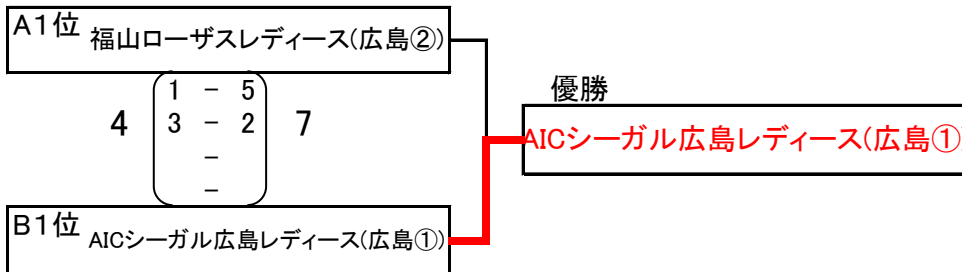 A1位 福山ローザスレディース(広島②)
優勝
1 - 5
4 3 - 2 7
-
-
AICシーガル広島レディース(広島①
B1位 AICシーガル広島レディース(広島①)